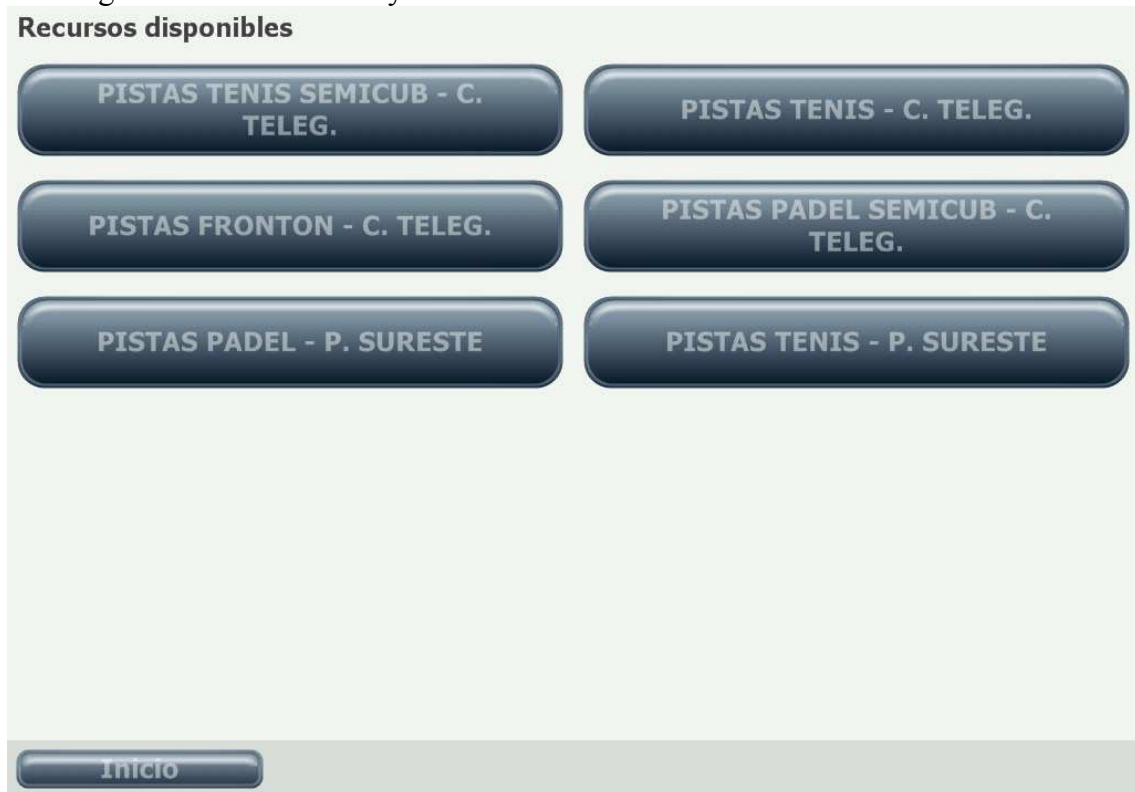 Recursos disponibles
PISTAS TENIS SEMICUB - C.
TELEG.
PISTAS TENIS - C. TELEG.
PISTAS FRONTON - C. TELEG.
PISTAS PADEL SEMICUB - C.
TELEG.
PISTAS PADEL - P. SURESTE
PISTAS TENIS - P. SURESTE
Inicio